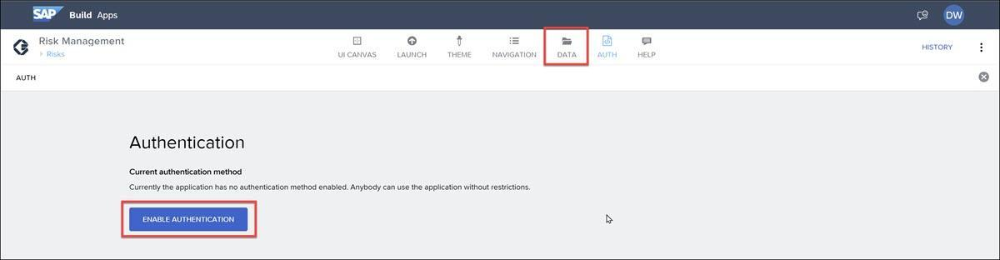 SAP Build Apps DW
Risk Management
Risks
UI CANVAS LAUNCH THEME NAVIGATION DATA AUTH HELP HISTORY
AUTH
Authentication
Current authentication method
Currently the application has no authentication method enabled. Anybody can use the application without restrictions.
ENABLE AUTHENTICATION